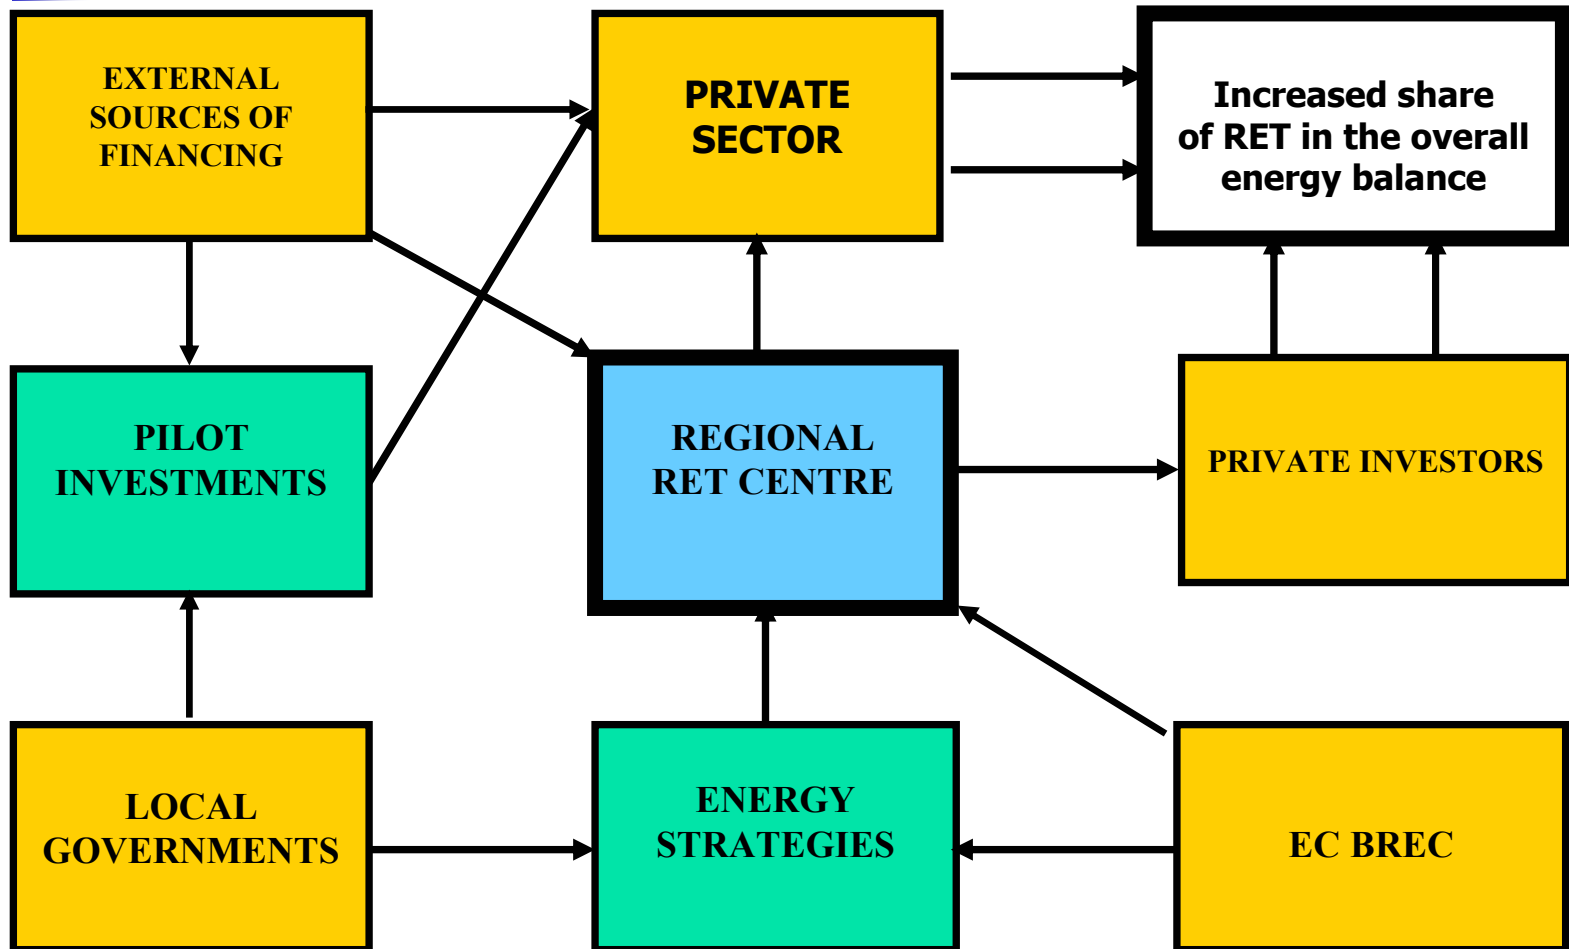 EXTERNAL
SOURCES OF
FINANCING
PRIVATE
SECTOR
Increased share
of RET in the overall
energy balance
PILOT
INVESTMENTS
REGIONAL
RET CENTRE
PRIVATE INVESTORS
LOCAL
GOVERNMENTS
ENERGY
STRATEGIES
EC BREC